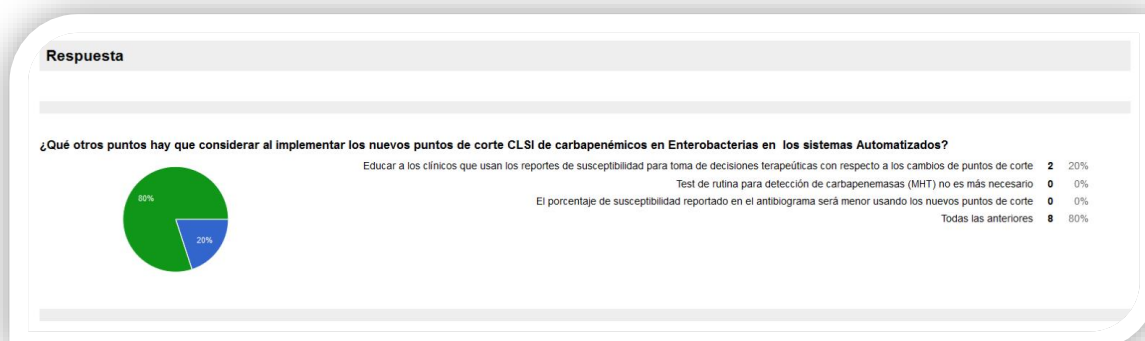 Respuesta
¿Qué otros puntos hay que considerar al implementar los nuevos puntos de corte CLSI de carbapenémicos en Enterobacterias en los sistemas Automatizados?
Educar a los clínicos que usan los reportes de susceptibilidad para toma de decisiones terapeúticas con respecto a los cambios de puntos de corte 2 20%
Test de rutina para detección de carbapenemasas (MHT) no es más necesario 0 0%
El porcentaje de susceptibilidad reportado en el antibiograma será menor usando los nuevos puntos de corte 0 0%
Todas las anteriores 8 80%
80%
20%